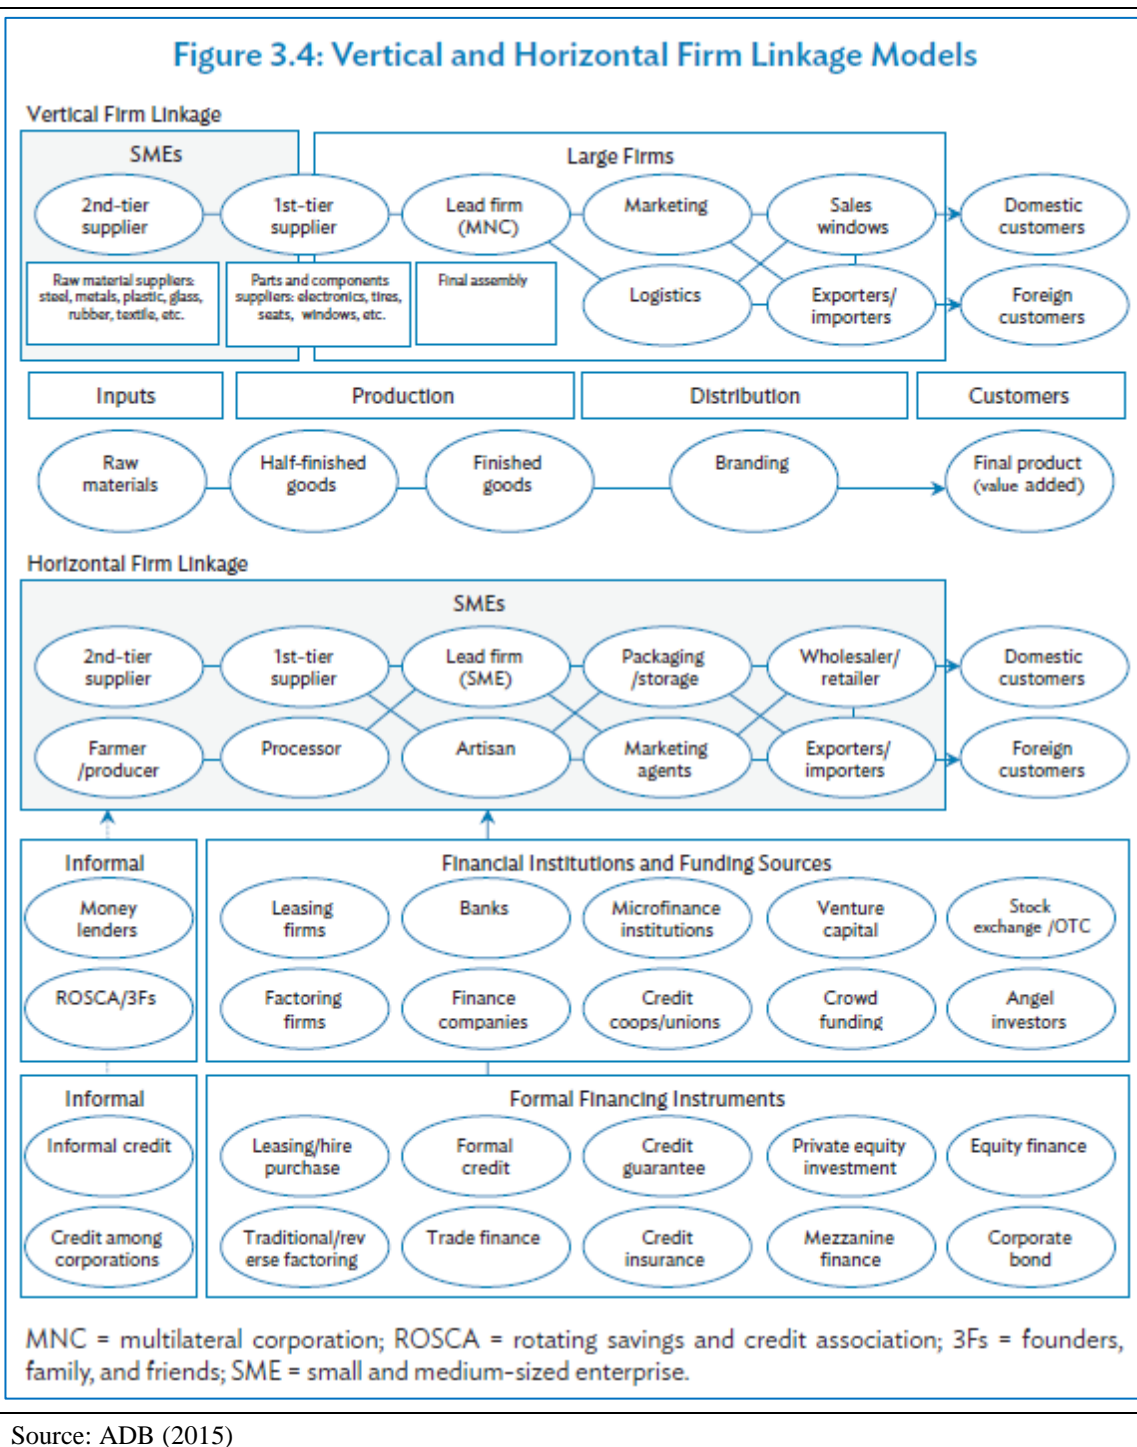 Figure 3.4: Vertical and Horizontal Firm Linkage Models
Vertical Firm Linkage
SMEs
Large Firms
2nd-tier
supplier
1st-tier
supplier
Lead firm
(MNC)
Marketing
Sales
windows
Domestic
customers
Raw material suppliers:
steel, metals, plastic, glass,
rubber, textile, etc.
Parts and components
suppliers: electronics, tires,
seats, windows, etc.
Final assembly
Logistics
Exporters/
importers
Foreign
customers
Inputs
Production
Distribution
Customers
Raw
materials
Half-finished
goods
Finished
goods
Branding
Final product
(value added)
Horizontal Firm Linkage
SMEs
2nd-tier
supplier
1st-tier
supplier
Lead firm
(SME)
Packaging
/storage
Wholesaler/
retailer
Domestic
customers
Farmer
/producer
Processor
Artisan
Marketing
agents
Exporters/
importers
Foreign
customers
Informal
Financial Institutions and Funding Sources
Money
lenders
Leasing
firms
Banks
Microfinance
institutions
Venture
capital
Stock
exchange /OTC
ROSCA/3Fs
Factoring
firms
Finance
companies
Credit
coops/unions
Crowd
funding
Angel
investors
Informal
Formal Financing Instruments
Informal credit
Leasing/hire
purchase
Formal
credit
Credit
guarantee
Private equity
investment
Equity finance
Credit among
corporations
Traditional/rev
erse factoring
Trade finance
Credit
insurance
Mezzanine
finance
Corporate
bond
MNC = multilateral corporation; ROSCA = rotating savings and credit association; 3Fs = founders,
family, and friends; SME = small and medium-sized enterprise.
Source: ADB (2015)